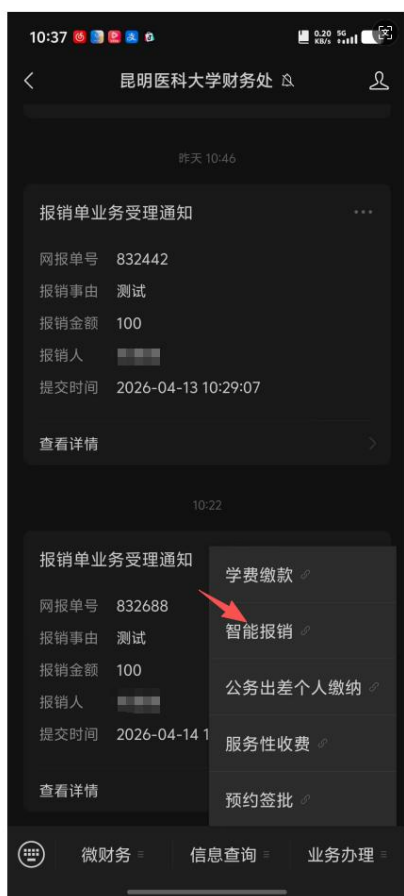 10:37
0.20 KB/s 5G
昆明医科大学财务处
昨天 10:46
报销单业务受理通知
网报单号 832442
报销事由 测试
报销金额 100
报销人
提交时间 2026-04-13 10:29:07
查看详情
10:22
报销单业务受理通知
网报单号 832688
报销事由 测试
报销金额 100
报销人
提交时间 2026-04-14 1
查看详情
学费缴款
智能报销
公务出差个人缴纳
服务性收费
预约签批
微财务
信息查询
业务办理